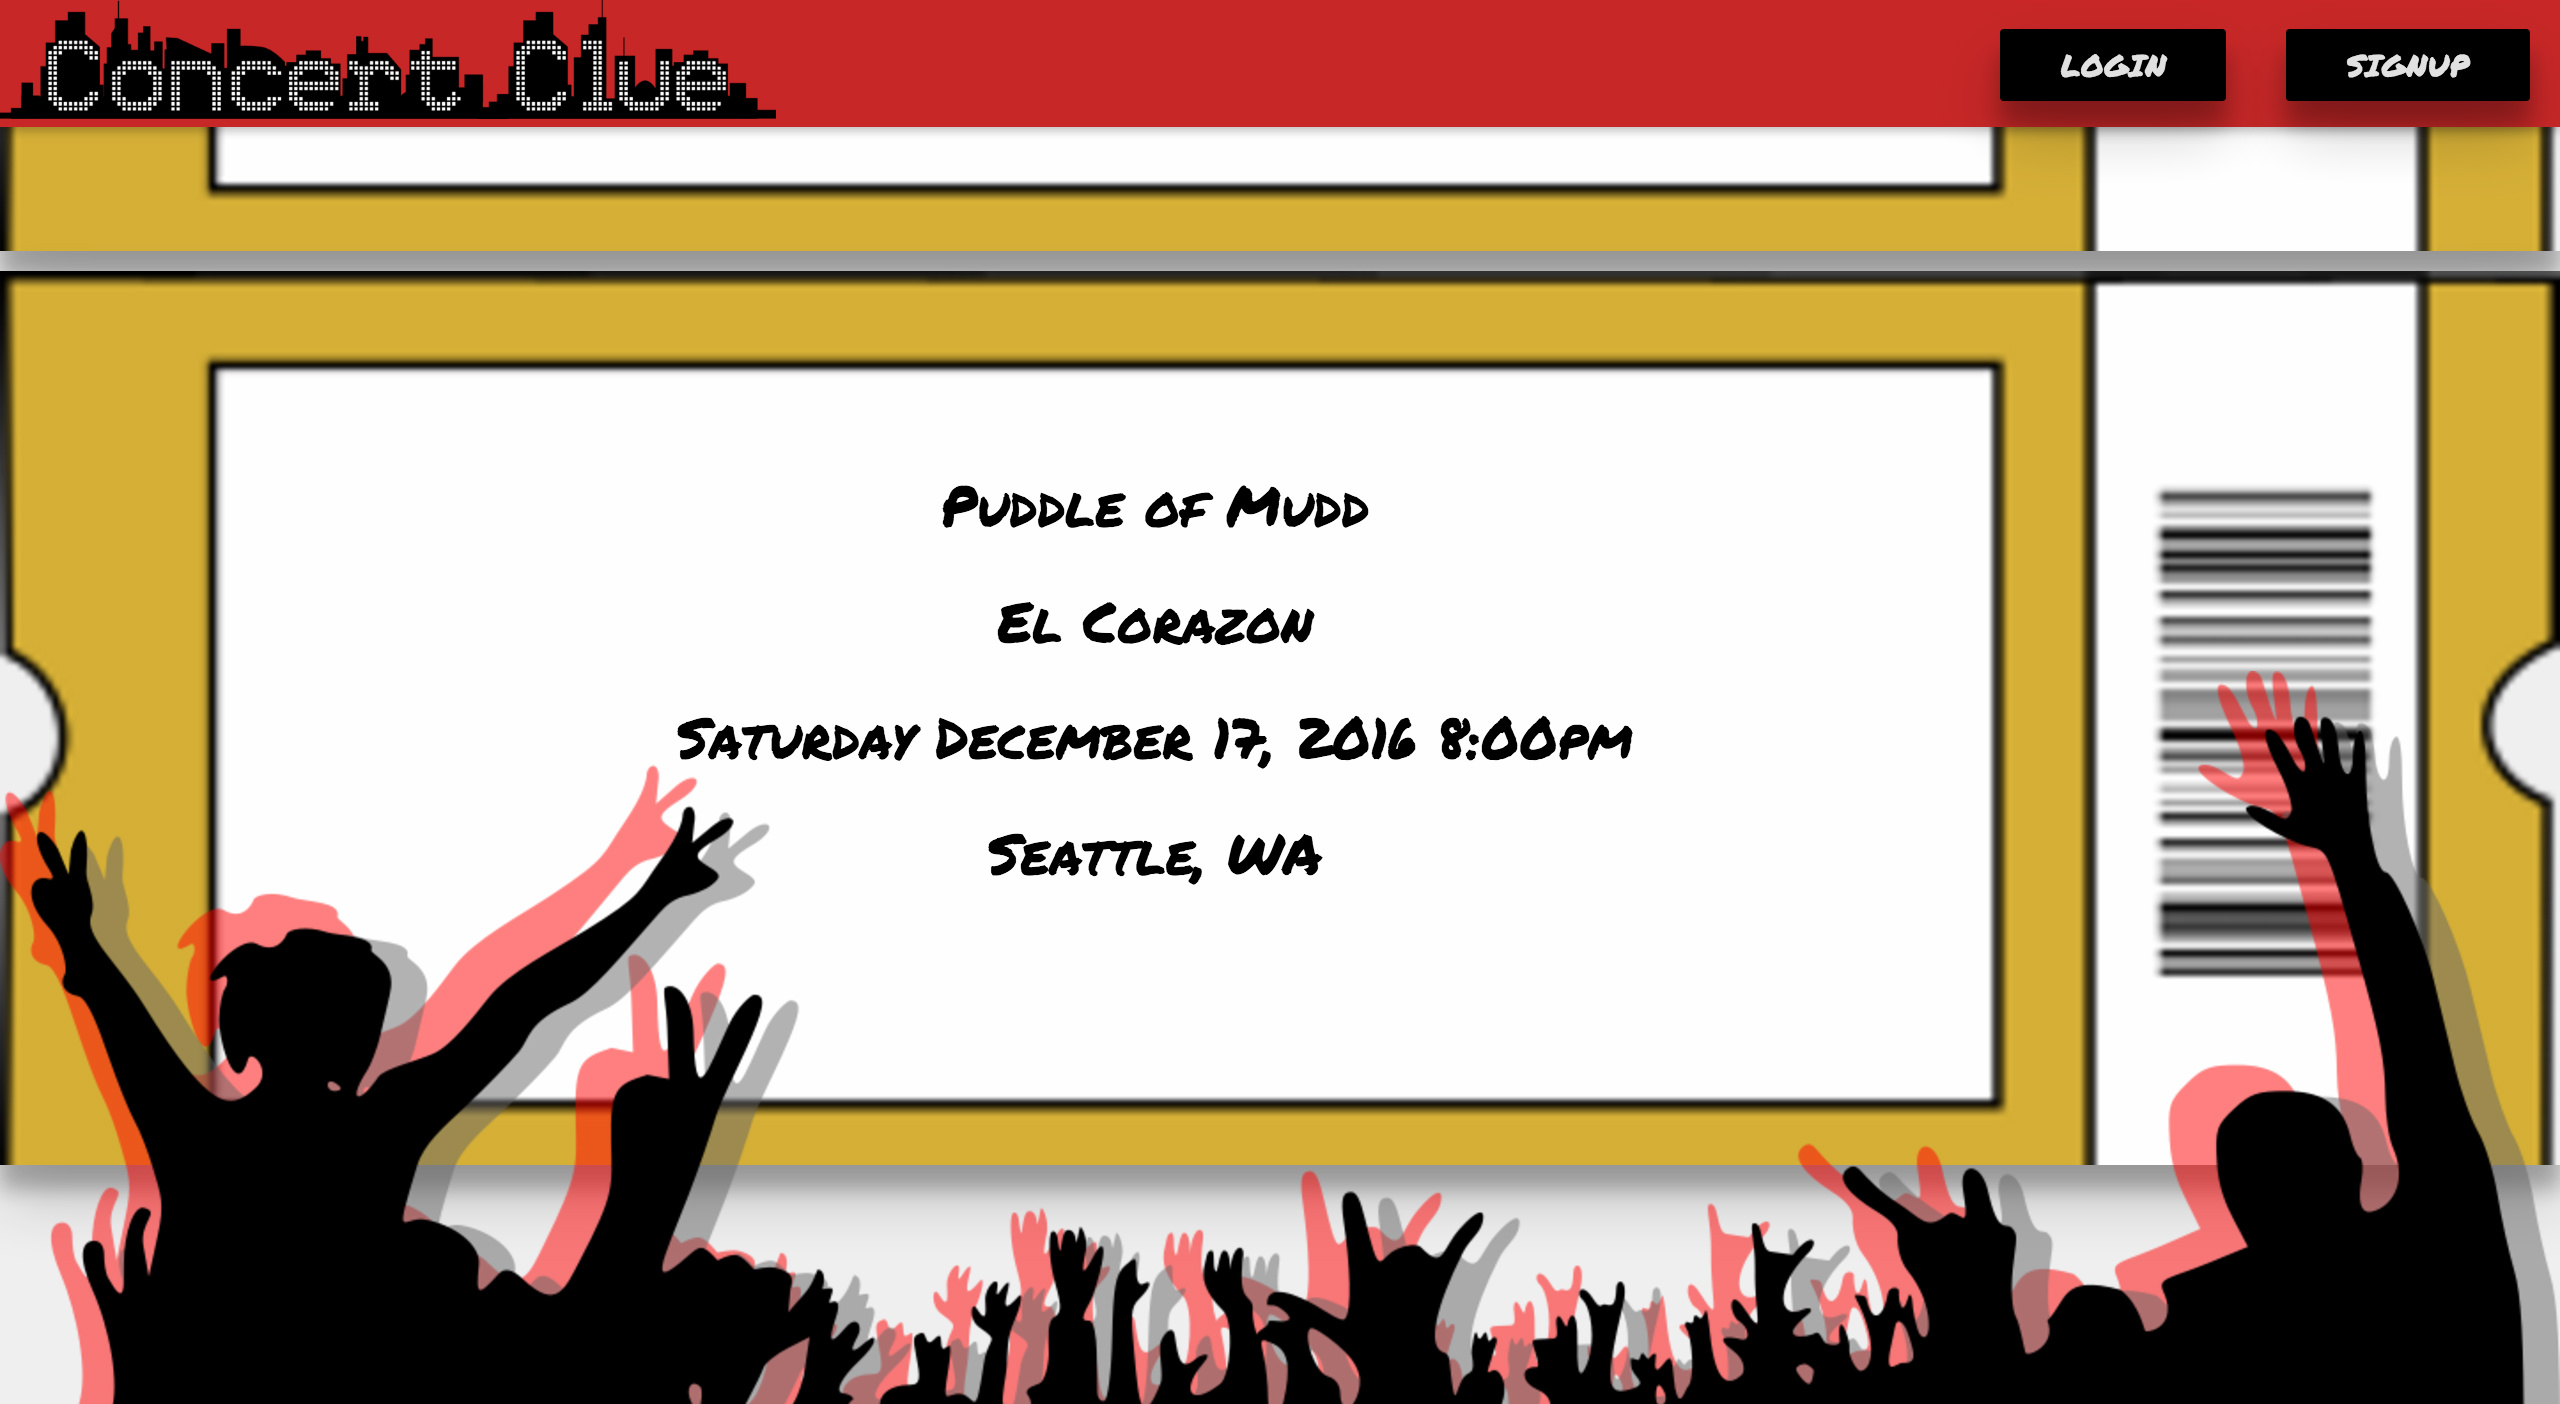 Concert Clue
LOGIN
SIGNUP
Puddle of Mudd
El Corazon
Saturday December 17, 2016 8:00pm
Seattle, WA